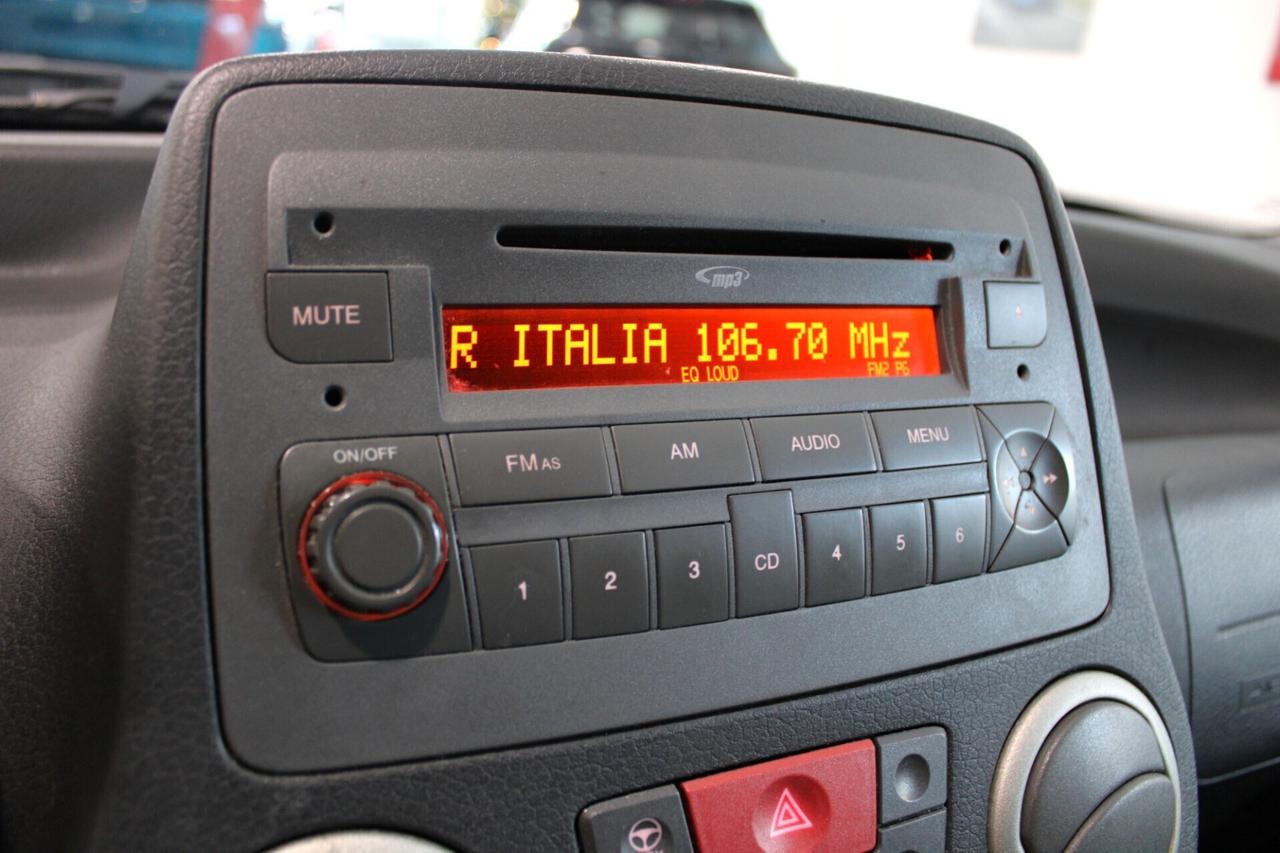 mp3
MUTE
R ITALIA 106.70 MHz
EQ LOUD FM2 P6
ON/OFF
FM AS AM AUDIO MENU
1 2 3 CD 4 5 6